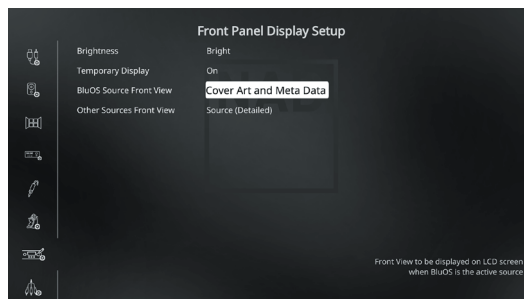 Front Panel Display Setup
Brightness Bright
Temporary Display On
BluOS Source Front View Cover Art and Meta Data
Other Sources Front View Source (Detailed)
Front View to be displayed on LCD screen
when BluOS is the active source